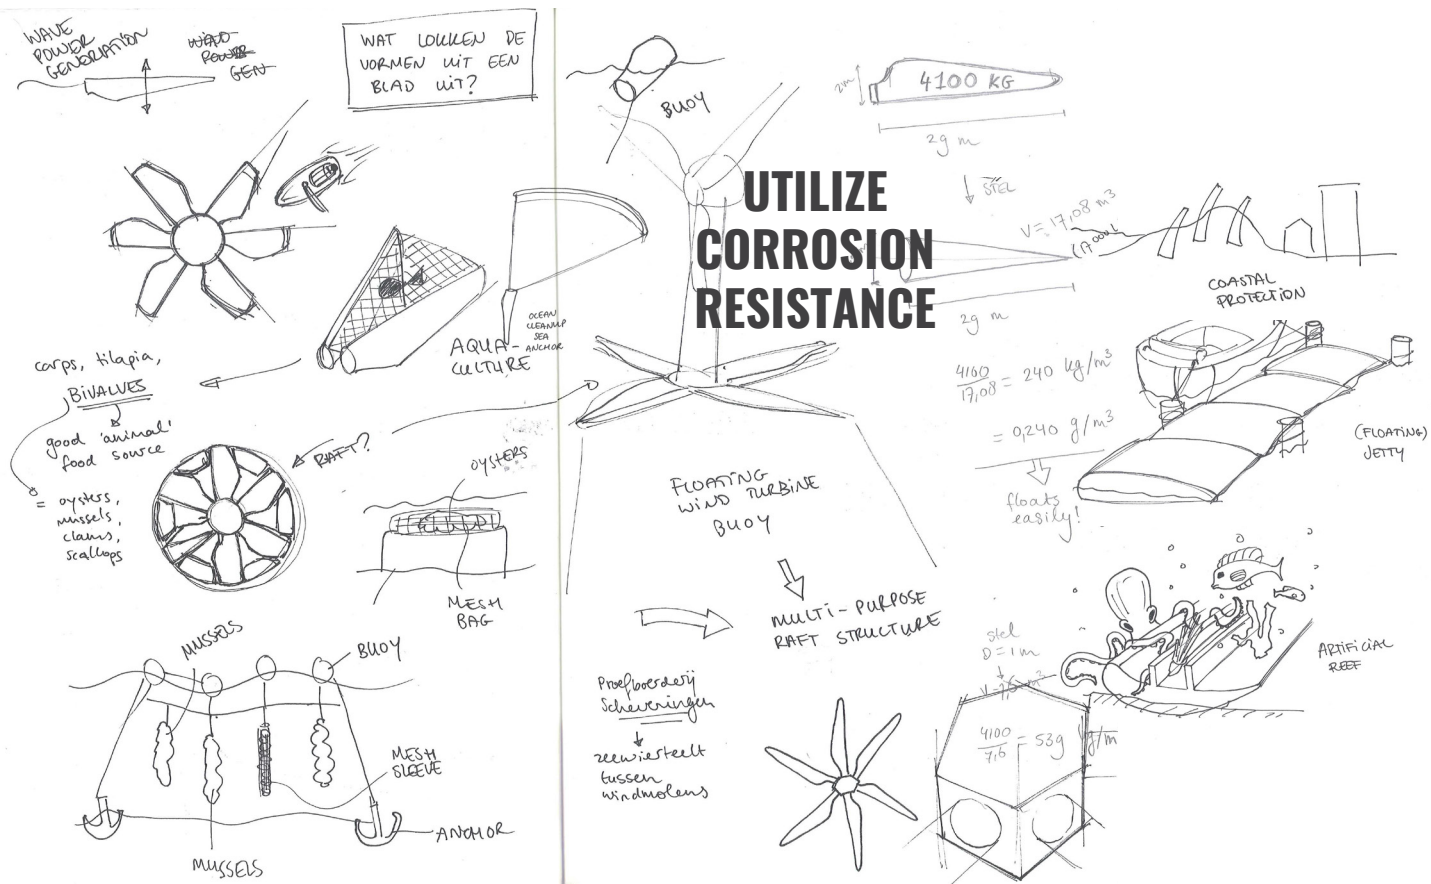 WAVE
POWER
GENERATION
WIND
POWER
GEN
WAT LOKKEN DE
VORMEN UIT EEN
BLAD UIT?
BUOY
4100 KG
2m
29 m
STEL
V = 17,08 m³
29 m
UTILIZE
CORROSION
RESISTANCE
COASTAL
PROTECTION
OCEAN
CLEANUP
SEA
ANCHOR
AQUA-
CULTURE
carps, tilapia,
BIVALVES
good 'animal'
food source
= oysters,
mussels,
clams,
scallops
RAFT?
OYSTERS
MESH
BAG
4100
17,08
= 240 kg/m³
= 0,240 g/m³
floats
easily!
(FLOATING)
JETTY
FLOATING
WIND TURBINE
BUOY
MULTI-PURPOSE
RAFT STRUCTURE
Proefboerderij
Scheveningen
zeewierteelt
tussen
windmolens
stel
D = 1m
4100
7,6
= 539 kg/m
ARTIFICIAL
REEF
MUSSELS
BUOY
MESH
SLEEVE
ANCHOR
MUSSELS